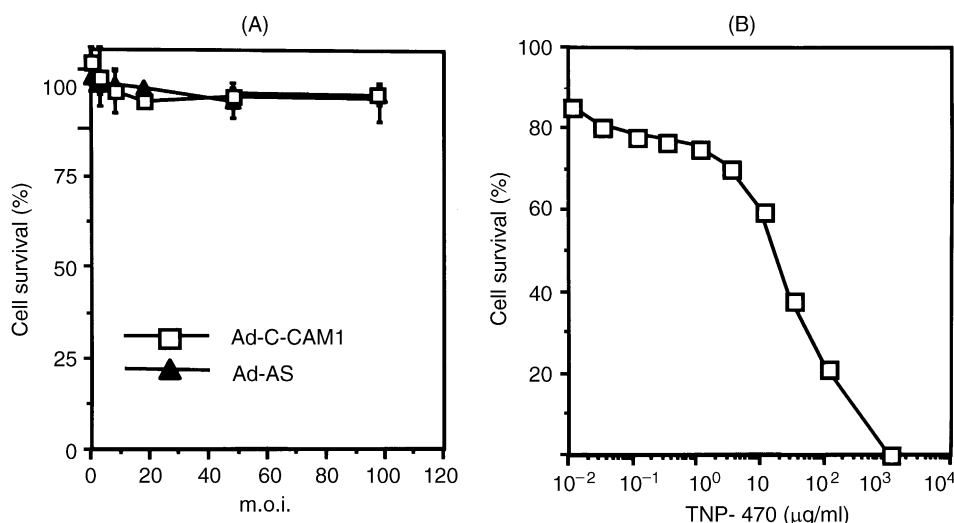 (A)
Cell survival (%)
100
75
50
25
0
Ad-C-CAM1
Ad-AS
0 20 40 60 80 100 120
m.o.i.
(B)
Cell survival (%)
100
80
60
40
20
10⁻² 10⁻¹ 10⁰ 10¹ 10² 10³ 10⁴
TNP- 470 (µg/ml)